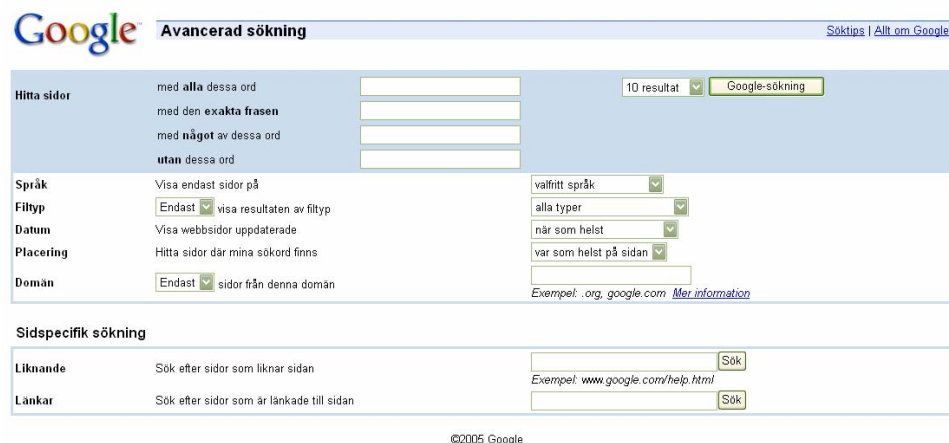 Google™ Avancerad sökning Söktips | Allt om Google
Hitta sidor med alla dessa ord 10 resultat Google-sökning
med den exakta frasen
med något av dessa ord
utan dessa ord
Språk Visa endast sidor på valfritt språk
Filtyp Endast visa resultaten av filtyp alla typer
Datum Visa webbsidor uppdaterade när som helst
Placering Hitta sidor där mina sökord finns var som helst på sidan
Domän Endast sidor från denna domän
Exempel: .org, google.com Mer information
Sidspecifik sökning
Liknande Sök efter sidor som liknar sidan Sök
Exempel: www.google.com/help.html
Länkar Sök efter sidor som är länkade till sidan Sök
©2005 Google